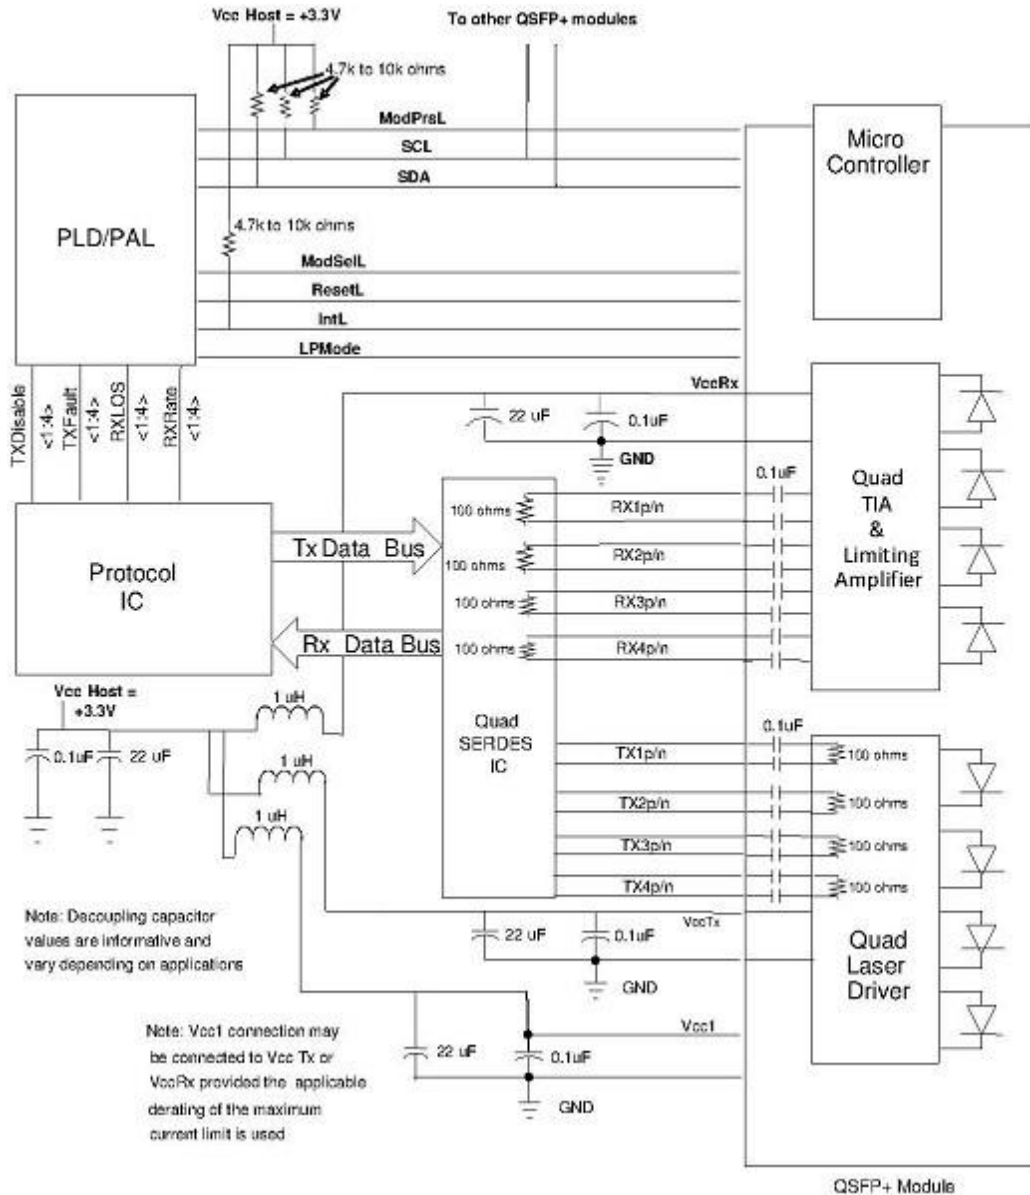 Vcc Host = +3.3V
To other QSFP+ modules
4.7k to 10k ohms
ModPrsL
SCL
SDA
Micro
Controller
PLD/PAL
4.7k to 10k ohms
ModSelL
ResetL
IntL
LPMode
TXDisable
<1:4>
TXFault
<1:4>
RXLOS
<1:4>
RXRate
<1:4>
VccRx
22 uF
0.1uF
GND
0.1uF
Quad
TIA
&
Limiting
Amplifier
100 ohms
RX1p/n
100 ohms
RX2p/n
100 ohms
RX3p/n
100 ohms
RX4p/n
Tx Data Bus
Protocol
IC
Rx Data Bus
Vcc Host =
+3.3V
0.1uF
22 uF
1 uH
1 uH
1 uH
Quad
SERDES
IC
0.1uF
TX1p/n
100 ohms
TX2p/n
100 ohms
TX3p/n
100 ohms
TX4p/n
100 ohms
Note: Decoupling capacitor
values are informative and
vary depending on applications
VccTx
22 uF
0.1uF
GND
Quad
Laser
Driver
Note: Vcc1 connection may
be connected to Vcc Tx or
VccRx provided the applicable
derating of the maximum
current limit is used
Vcc1
22 uF
0.1uF
GND
QSFP+ Module